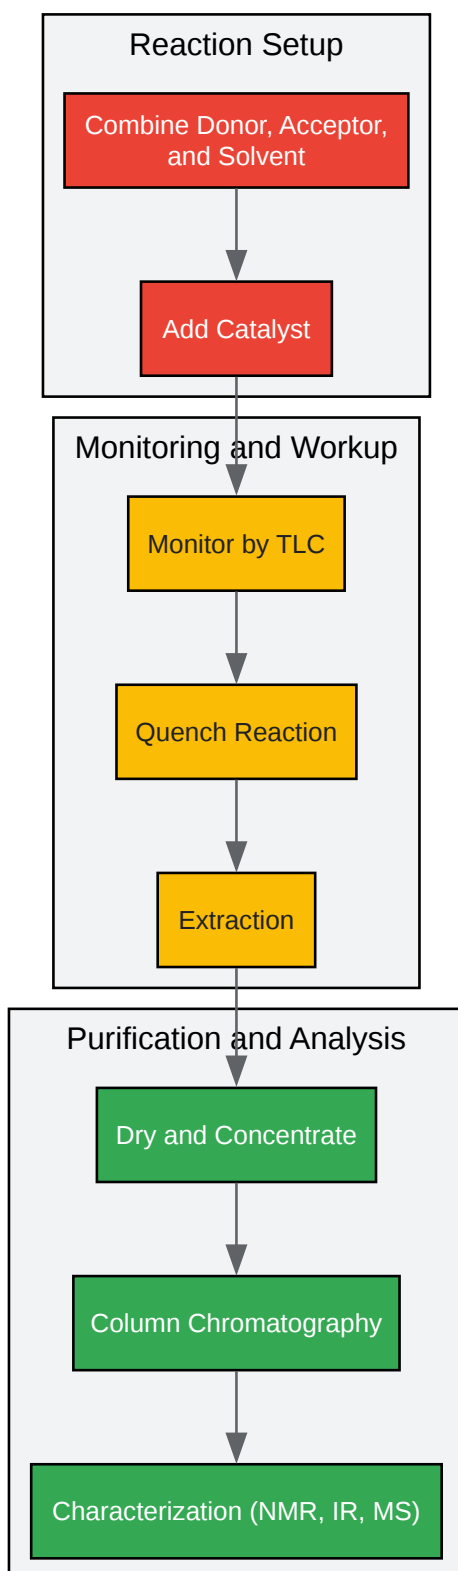 Reaction Setup
Combine Donor, Acceptor,
and Solvent
Add Catalyst
Monitoring and Workup
Monitor by TLC
Quench Reaction
Extraction
Purification and Analysis
Dry and Concentrate
Column Chromatography
Characterization (NMR, IR, MS)